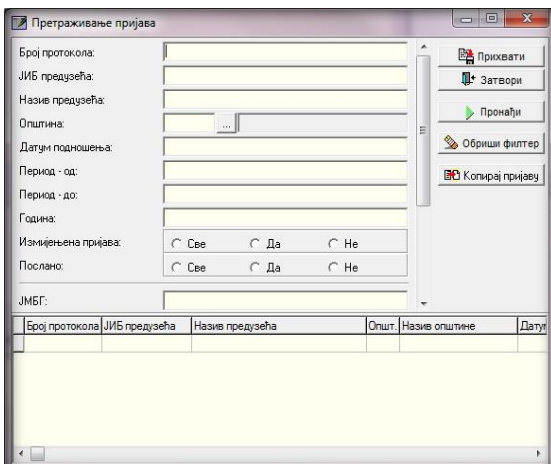 Претраживање пријава
Број протокола:
ЈИБ предузећа:
Назив предузећа:
Општина:
...
Датум подношења:
Период - од:
Период - до:
Година:
Измијењена пријава: Све Да Не
Послано: Све Да Не
ЈМБГ:
Прихвати
Затвори
Пронађи
Обриши филтер
Копирај пријаву
Број протокола ЈИБ предузећа Назив предузећа Општ. Назив општине